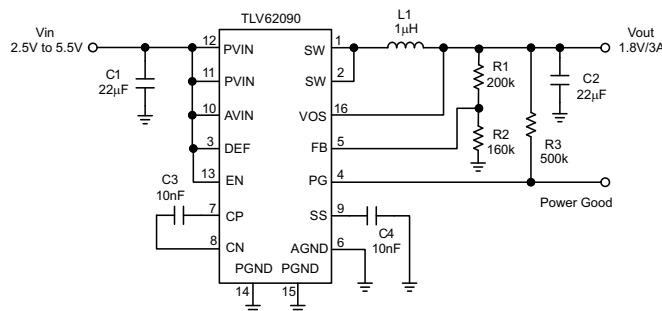 TLV62090
Vin
2.5V to 5.5V
12 PVIN SW 1
L1
1µH
Vout
1.8V/3A
C1
22µF
11 PVIN SW 2
R1
200k
C2
22µF
10 AVIN VOS 16
3 DEF FB 5
R2
160k
R3
500k
13 EN PG 4
Power Good
C3
10nF
7 CP SS 9
C4
10nF
8 CN AGND 6
PGND PGND
14 15